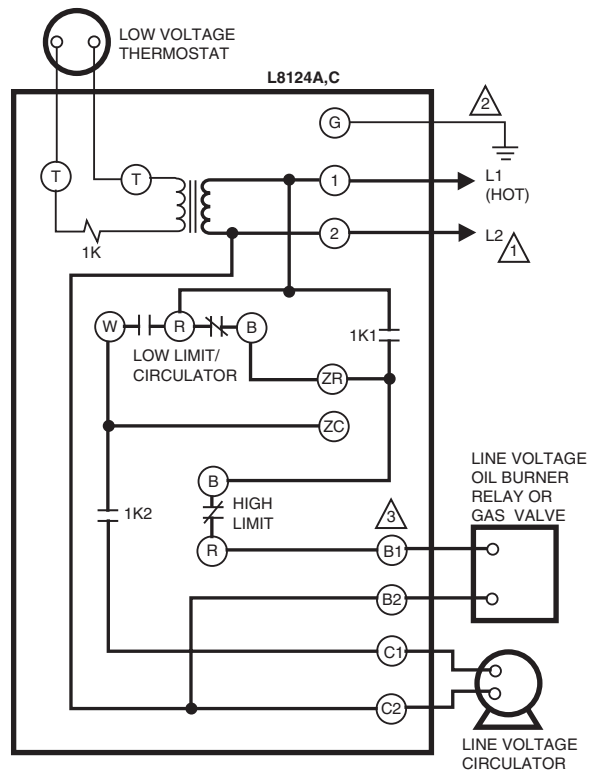 LOW VOLTAGE
THERMOSTAT
L8124A,C
2
G
T
T
1
L1
(HOT)
1K
2
L2
1
W
R
B
1K1
LOW LIMIT/
CIRCULATOR
ZR
ZC
LINE VOLTAGE
OIL BURNER
RELAY OR
GAS VALVE
B
HIGH
LIMIT
1K2
3
R
B1
B2
C1
C2
LINE VOLTAGE
CIRCULATOR